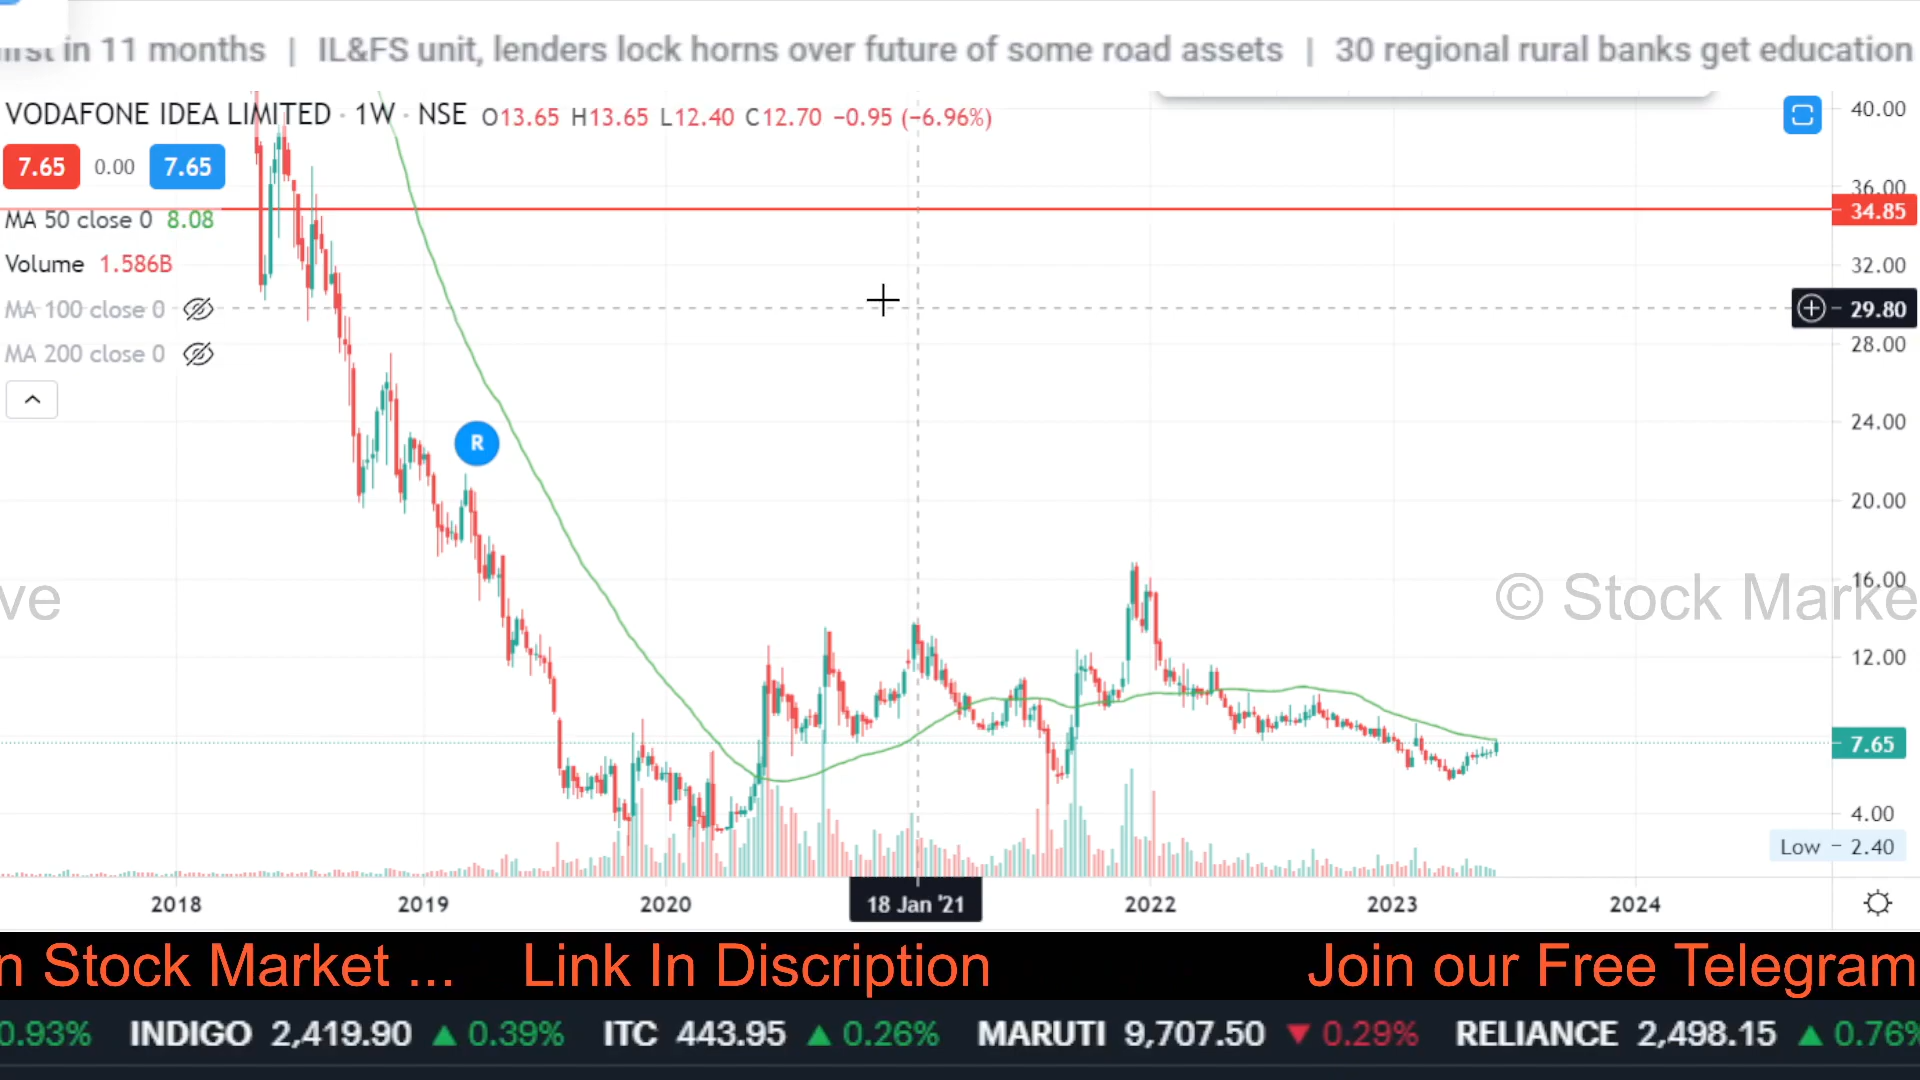 in 11 months | IL&FS unit, lenders lock horns over future of some road assets | 30 regional rural banks get education
VODAFONE IDEA LIMITED · 1W · NSE O13.65 H13.65 L12.40 C12.70 −0.95 (−6.96%)
7.65 0.00 7.65
MA 50 close 0 8.08
Volume 1.586B
MA 100 close 0
MA 200 close 0
R
40.00
36.00
34.85
32.00
29.80
28.00
24.00
20.00
16.00
12.00
7.65
4.00
Low 2.40
ve
© Stock Marke
2018 2019 2020 18 Jan '21 2022 2023 2024
n Stock Market ... Link In Discription Join our Free Telegram
0.93% INDIGO 2,419.90 ▲ 0.39% ITC 443.95 ▲ 0.26% MARUTI 9,707.50 ▼ 0.29% RELIANCE 2,498.15 ▲ 0.76%